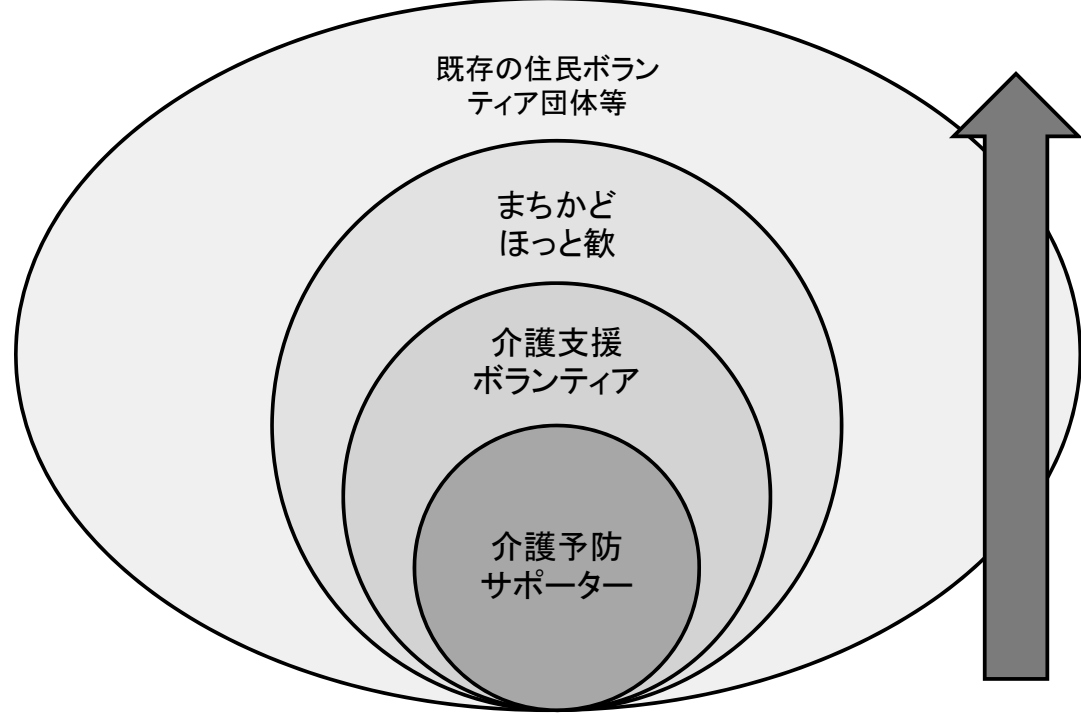 既存の住民ボラン
ティア団体等
まちかど
ほっと歓
介護支援
ボランティア
介護予防
サポーター